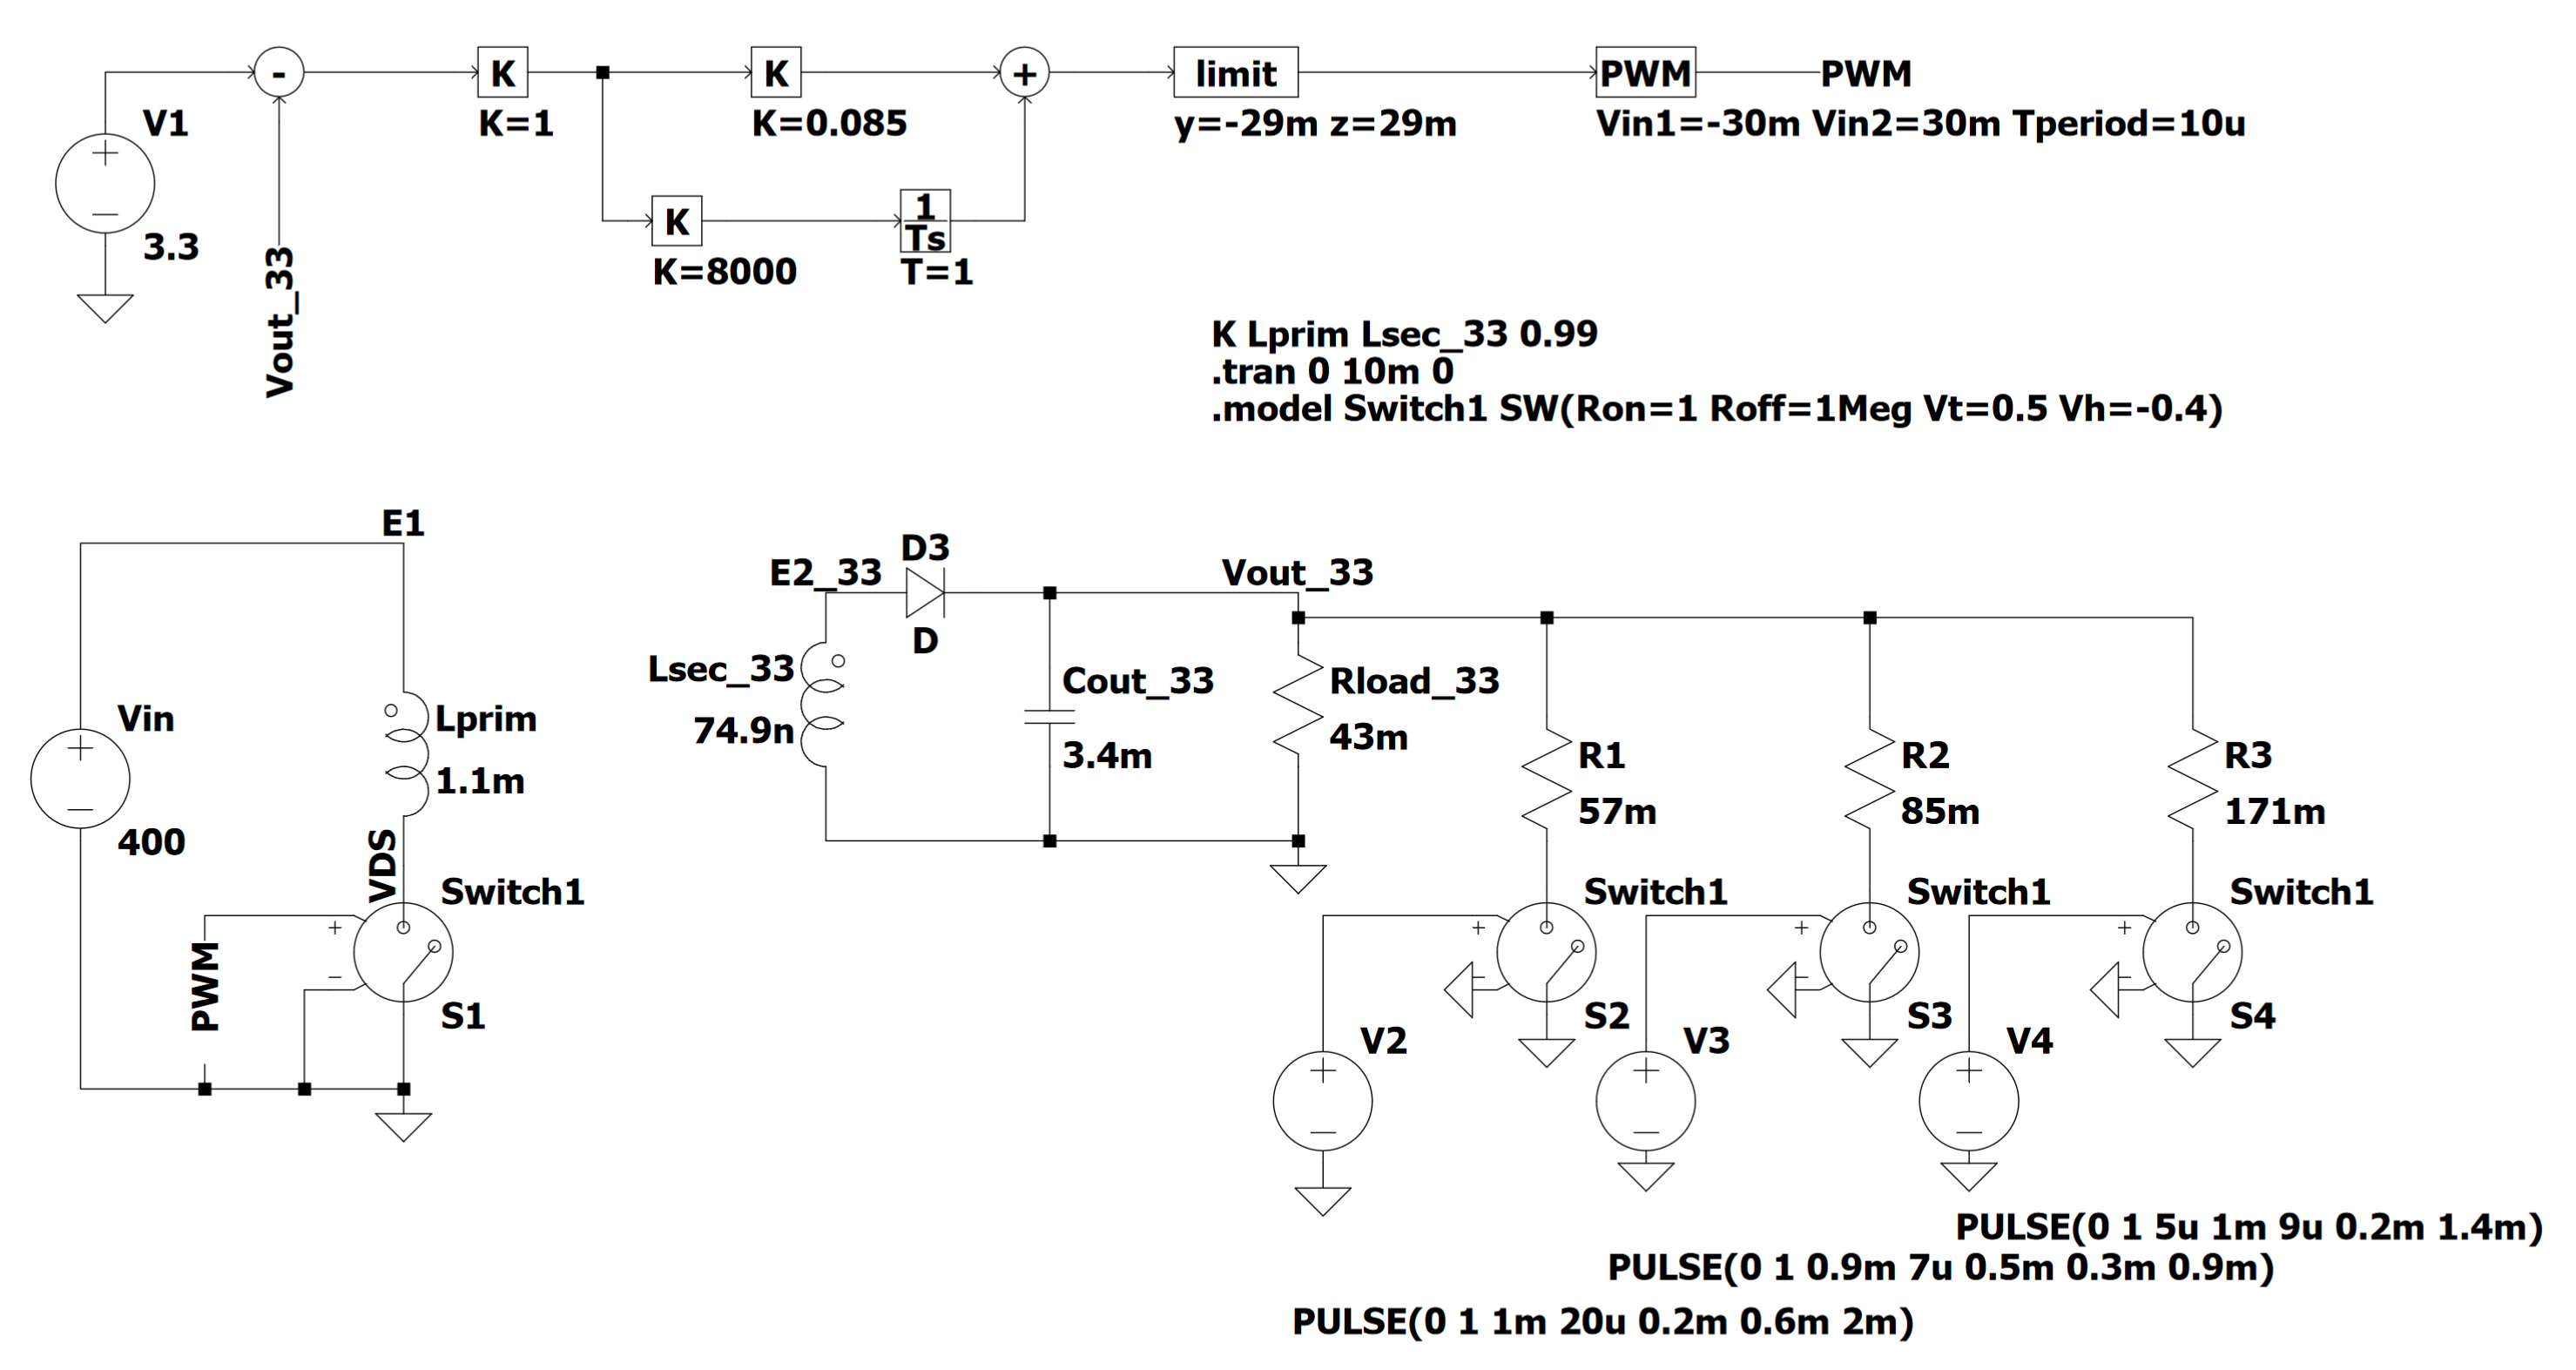 -
K
K
+
limit
PWM
PWM
V1
K=1
K=0.085
y=-29m z=29m
Vin1=-30m Vin2=30m Tperiod=10u
+
−
3.3
K
1
Ts
K=8000
T=1
Vout_33
K Lprim Lsec_33 0.99
.tran 0 10m 0
.model Switch1 SW(Ron=1 Roff=1Meg Vt=0.5 Vh=-0.4)
E1
D3
E2_33
Vout_33
D
Lsec_33
74.9n
Cout_33
3.4m
Rload_33
43m
Vin
+
−
400
Lprim
1.1m
R1
57m
R2
85m
R3
171m
VDS
Switch1
+
−
S1
PWM
Switch1
+
−
S2
Switch1
+
−
S3
Switch1
+
−
S4
V2
+
−
V3
+
−
V4
+
−
PULSE(0 1 5u 1m 9u 0.2m 1.4m)
PULSE(0 1 0.9m 7u 0.5m 0.3m 0.9m)
PULSE(0 1 1m 20u 0.2m 0.6m 2m)